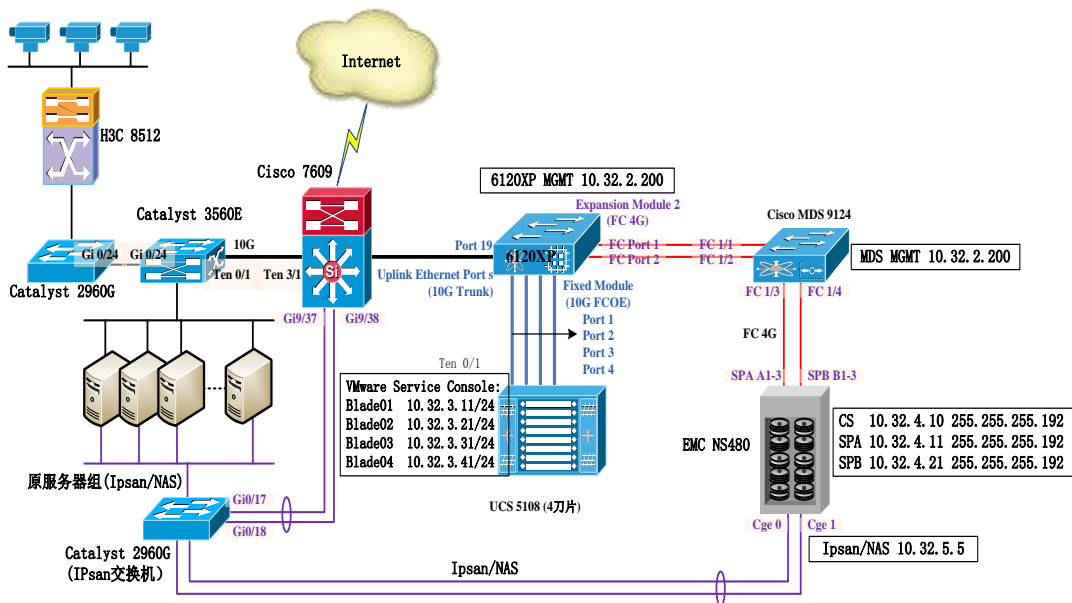 Internet
H3C 8512
Cisco 7609
6120XP MGMT 10.32.2.200
Expansion Module 2
(FC 4G)
Cisco MDS 9124
Catalyst 3560E
10G
Port 19
6120XP
FC Port 1
FC 1/1
FC Port 2
FC 1/2
MDS MGMT 10.32.2.200
Gi 0/24
Gi 0/24
Ten 0/1
Ten 3/1
Si
Uplink Ethernet Port s
(10G Trunk)
Catalyst 2960G
Fixed Module
(10G FCOE)
FC 1/3
FC 1/4
Gi9/37
Gi9/38
Port 1
Port 2
Port 3
Port 4
FC 4G
Ten 0/1
VMware Service Console:
Blade01 10.32.3.11/24
Blade02 10.32.3.21/24
Blade03 10.32.3.31/24
Blade04 10.32.3.41/24
SPA A1-3
SPB B1-3
EMC NS480
CS 10.32.4.10 255.255.255.192
SPA 10.32.4.11 255.255.255.192
SPB 10.32.4.21 255.255.255.192
原服务器组(Ipsan/NAS)
UCS 5108 (4刀片)
Gi0/17
Gi0/18
Cge 0
Cge 1
Catalyst 2960G
(IPsan交换机)
Ipsan/NAS
Ipsan/NAS 10.32.5.5